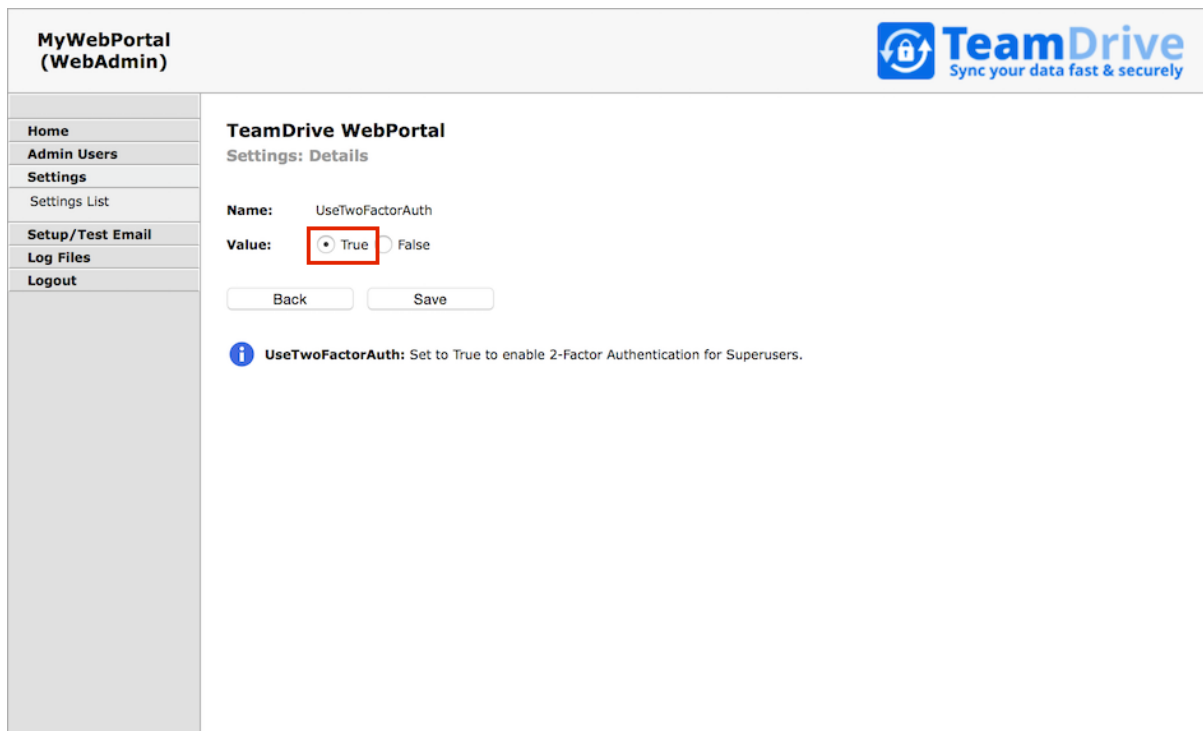 MyWebPortal
(WebAdmin)
TeamDrive
Sync your data fast & securely
Home
Admin Users
Settings
Settings List
Setup/Test Email
Log Files
Logout
TeamDrive WebPortal
Settings: Details
Name: UseTwoFactorAuth
Value: True False
Back Save
UseTwoFactorAuth: Set to True to enable 2-Factor Authentication for Superusers.